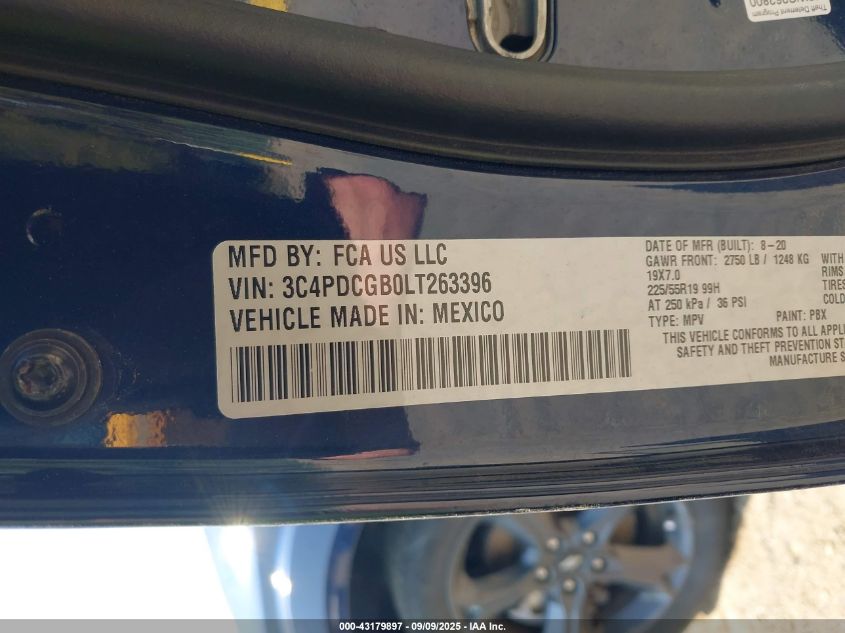 Theft Deterrent Program
MFD BY: FCA US LLC
VIN: 3C4PDCGB0LT263396
VEHICLE MADE IN: MEXICO
DATE OF MFR (BUILT): 8-20
GAWR FRONT: 2750 LB / 1248 KG WITH
19X7.0 RIMS
225/55R19 99H TIRES
AT 250 kPa / 36 PSI COLD
TYPE: MPV PAINT: PBX
THIS VEHICLE CONFORMS TO ALL
SAFETY AND THEFT PREVENTION
MANUFACTURE
000-43179897 - 09/09/2025 - IAA Inc.